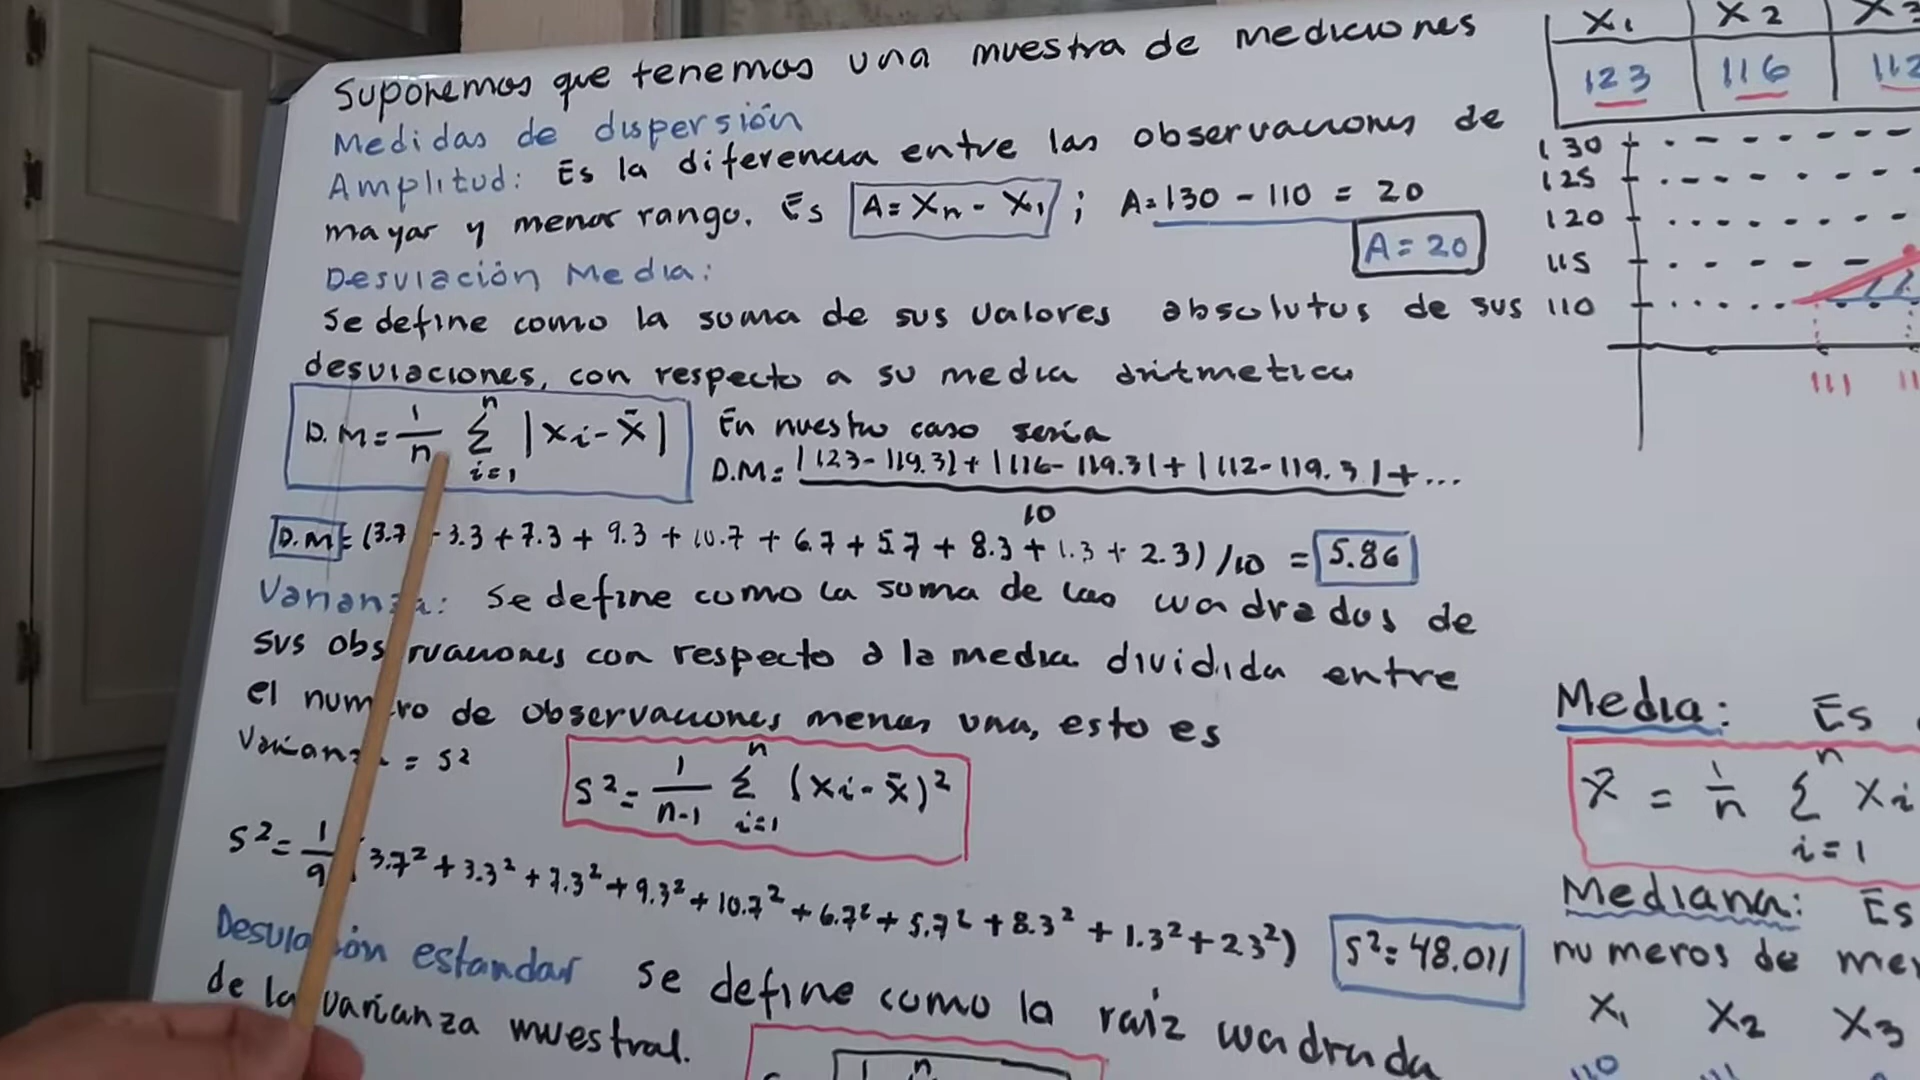 Suponemos que tenemos una muestra de mediciones
Medidas de dispersión
Amplitud: Es la diferencia entre las observaciones de
mayor y menor rango. Es A = Xn - X1 ; A = 130 - 110 = 20
A = 20
Desviación Media:
se define como la suma de sus valores absolutos de sus
desviaciones, con respecto a su media aritmetica
D.M = 1/n Σ i=1 n |xi - x̄|
En nuestro caso seria
D.M = |123 - 119.3| + |116 - 119.3| + |112 - 119.3| + ...
10
D.M = (3.7 + 3.3 + 7.3 + 9.3 + 10.7 + 6.7 + 5.7 + 8.3 + 1.3 + 2.3) / 10 = 5.86
Varianza: se define como la suma de los cuadrados de
sus observaciones con respecto a la media dividida entre
el numero de observaciones menos una, esto es
Varianza = s²
s² = 1/n-1 Σ i=1 n (xi - x̄)²
s² = 1/9 (3.7² + 3.3² + 7.3² + 9.3² + 10.7² + 6.7² + 5.7² + 8.3² + 1.3² + 2.3²) s² = 48.011
Desviación estandar se define como la raiz cuadrada
de la varianza muestral.
n
X1 X2 X3
123 116 112
130
125
120
115
110
111
Media: Es
x̄ = 1/n Σ i=1 n xi
Mediana: Es
numeros de
X1 X2 X3
110 111